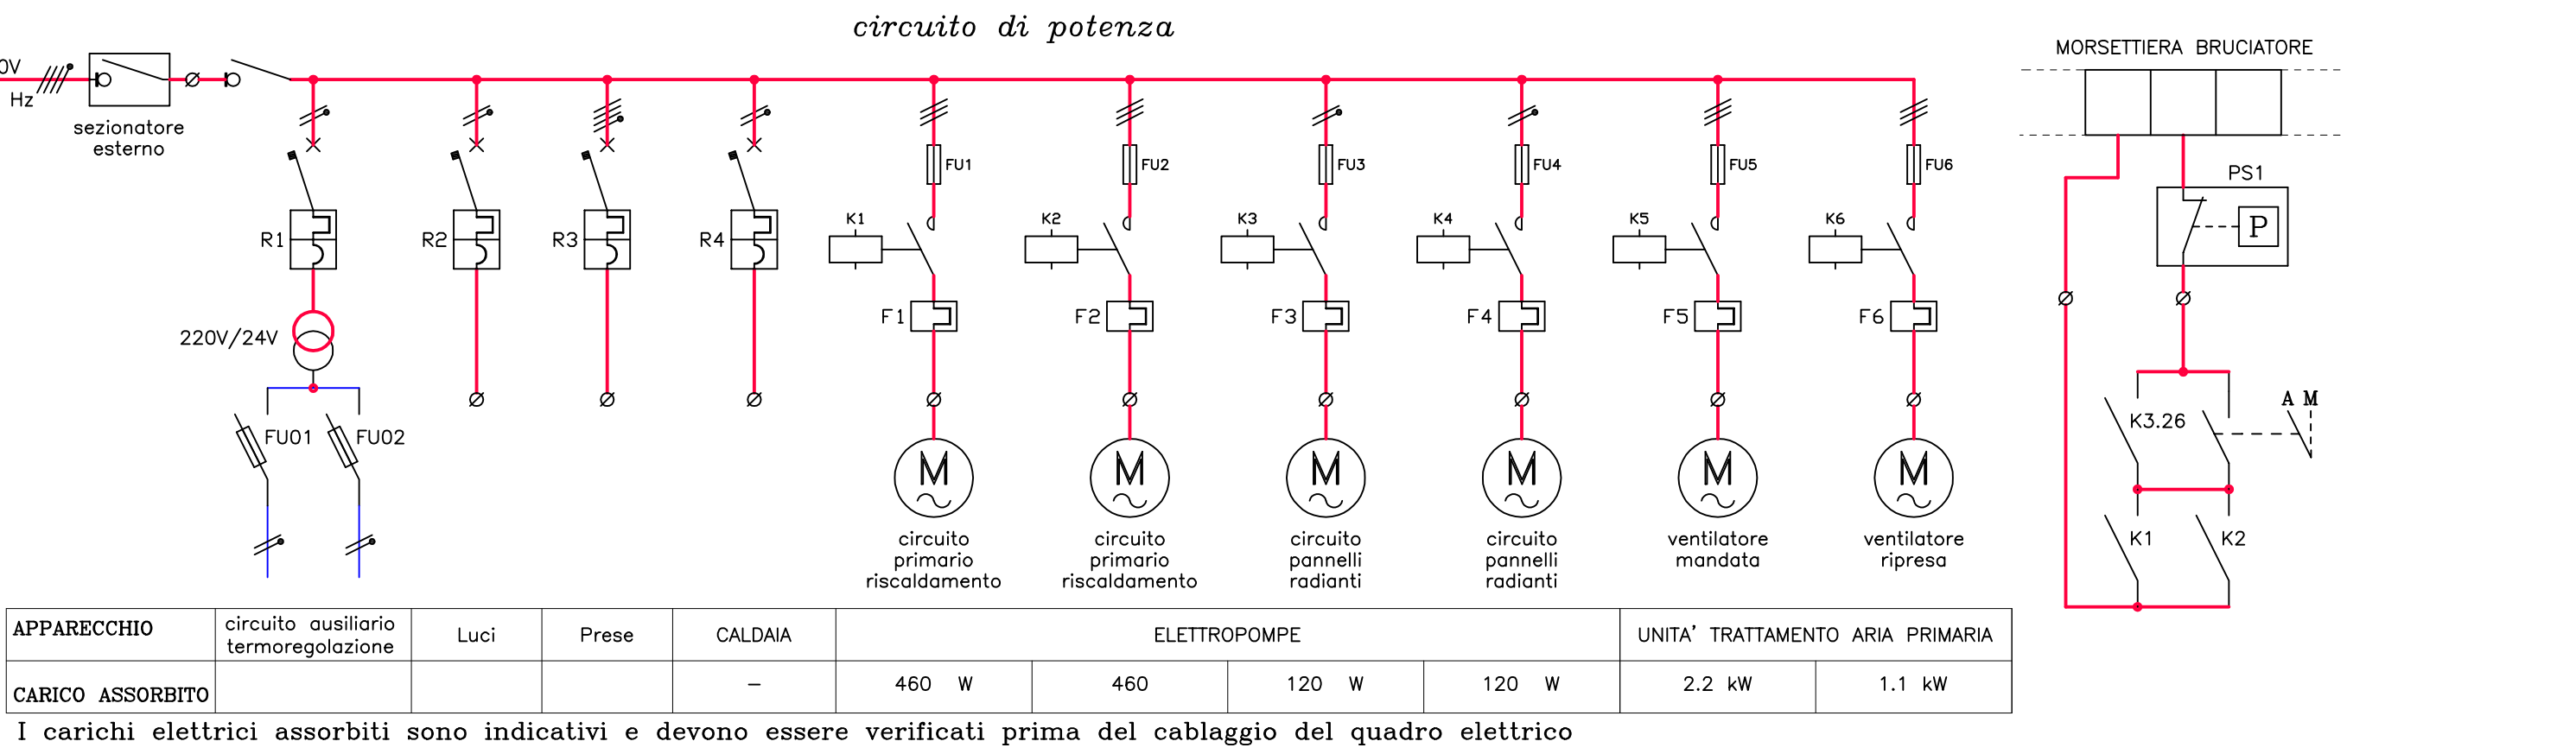 circuito di potenza
0V
Hz
sezionatore
esterno
MORSETTIERA BRUCIATORE
PS1
P
FU1
FU2
FU3
FU4
FU5
FU6
K1
K2
K3
K4
K5
K6
R1
R2
R3
R4
F1
F2
F3
F4
F5
F6
220V/24V
FU01
FU02
A M
K3.26
K1
K2
M
M
M
M
M
M
circuito
primario
riscaldamento
circuito
primario
riscaldamento
circuito
pannelli
radianti
circuito
pannelli
radianti
ventilatore
mandata
ventilatore
ripresa
APPARECCHIO
circuito ausiliario
termoregolazione
Luci
Prese
CALDAIA
ELETTROPOMPE
UNITA' TRATTAMENTO ARIA PRIMARIA
CARICO ASSORBITO
–
460 W
460
120 W
120 W
2.2 kW
1.1 kW
I carichi elettrici assorbiti sono indicativi e devono essere verificati prima del cablaggio del quadro elettrico